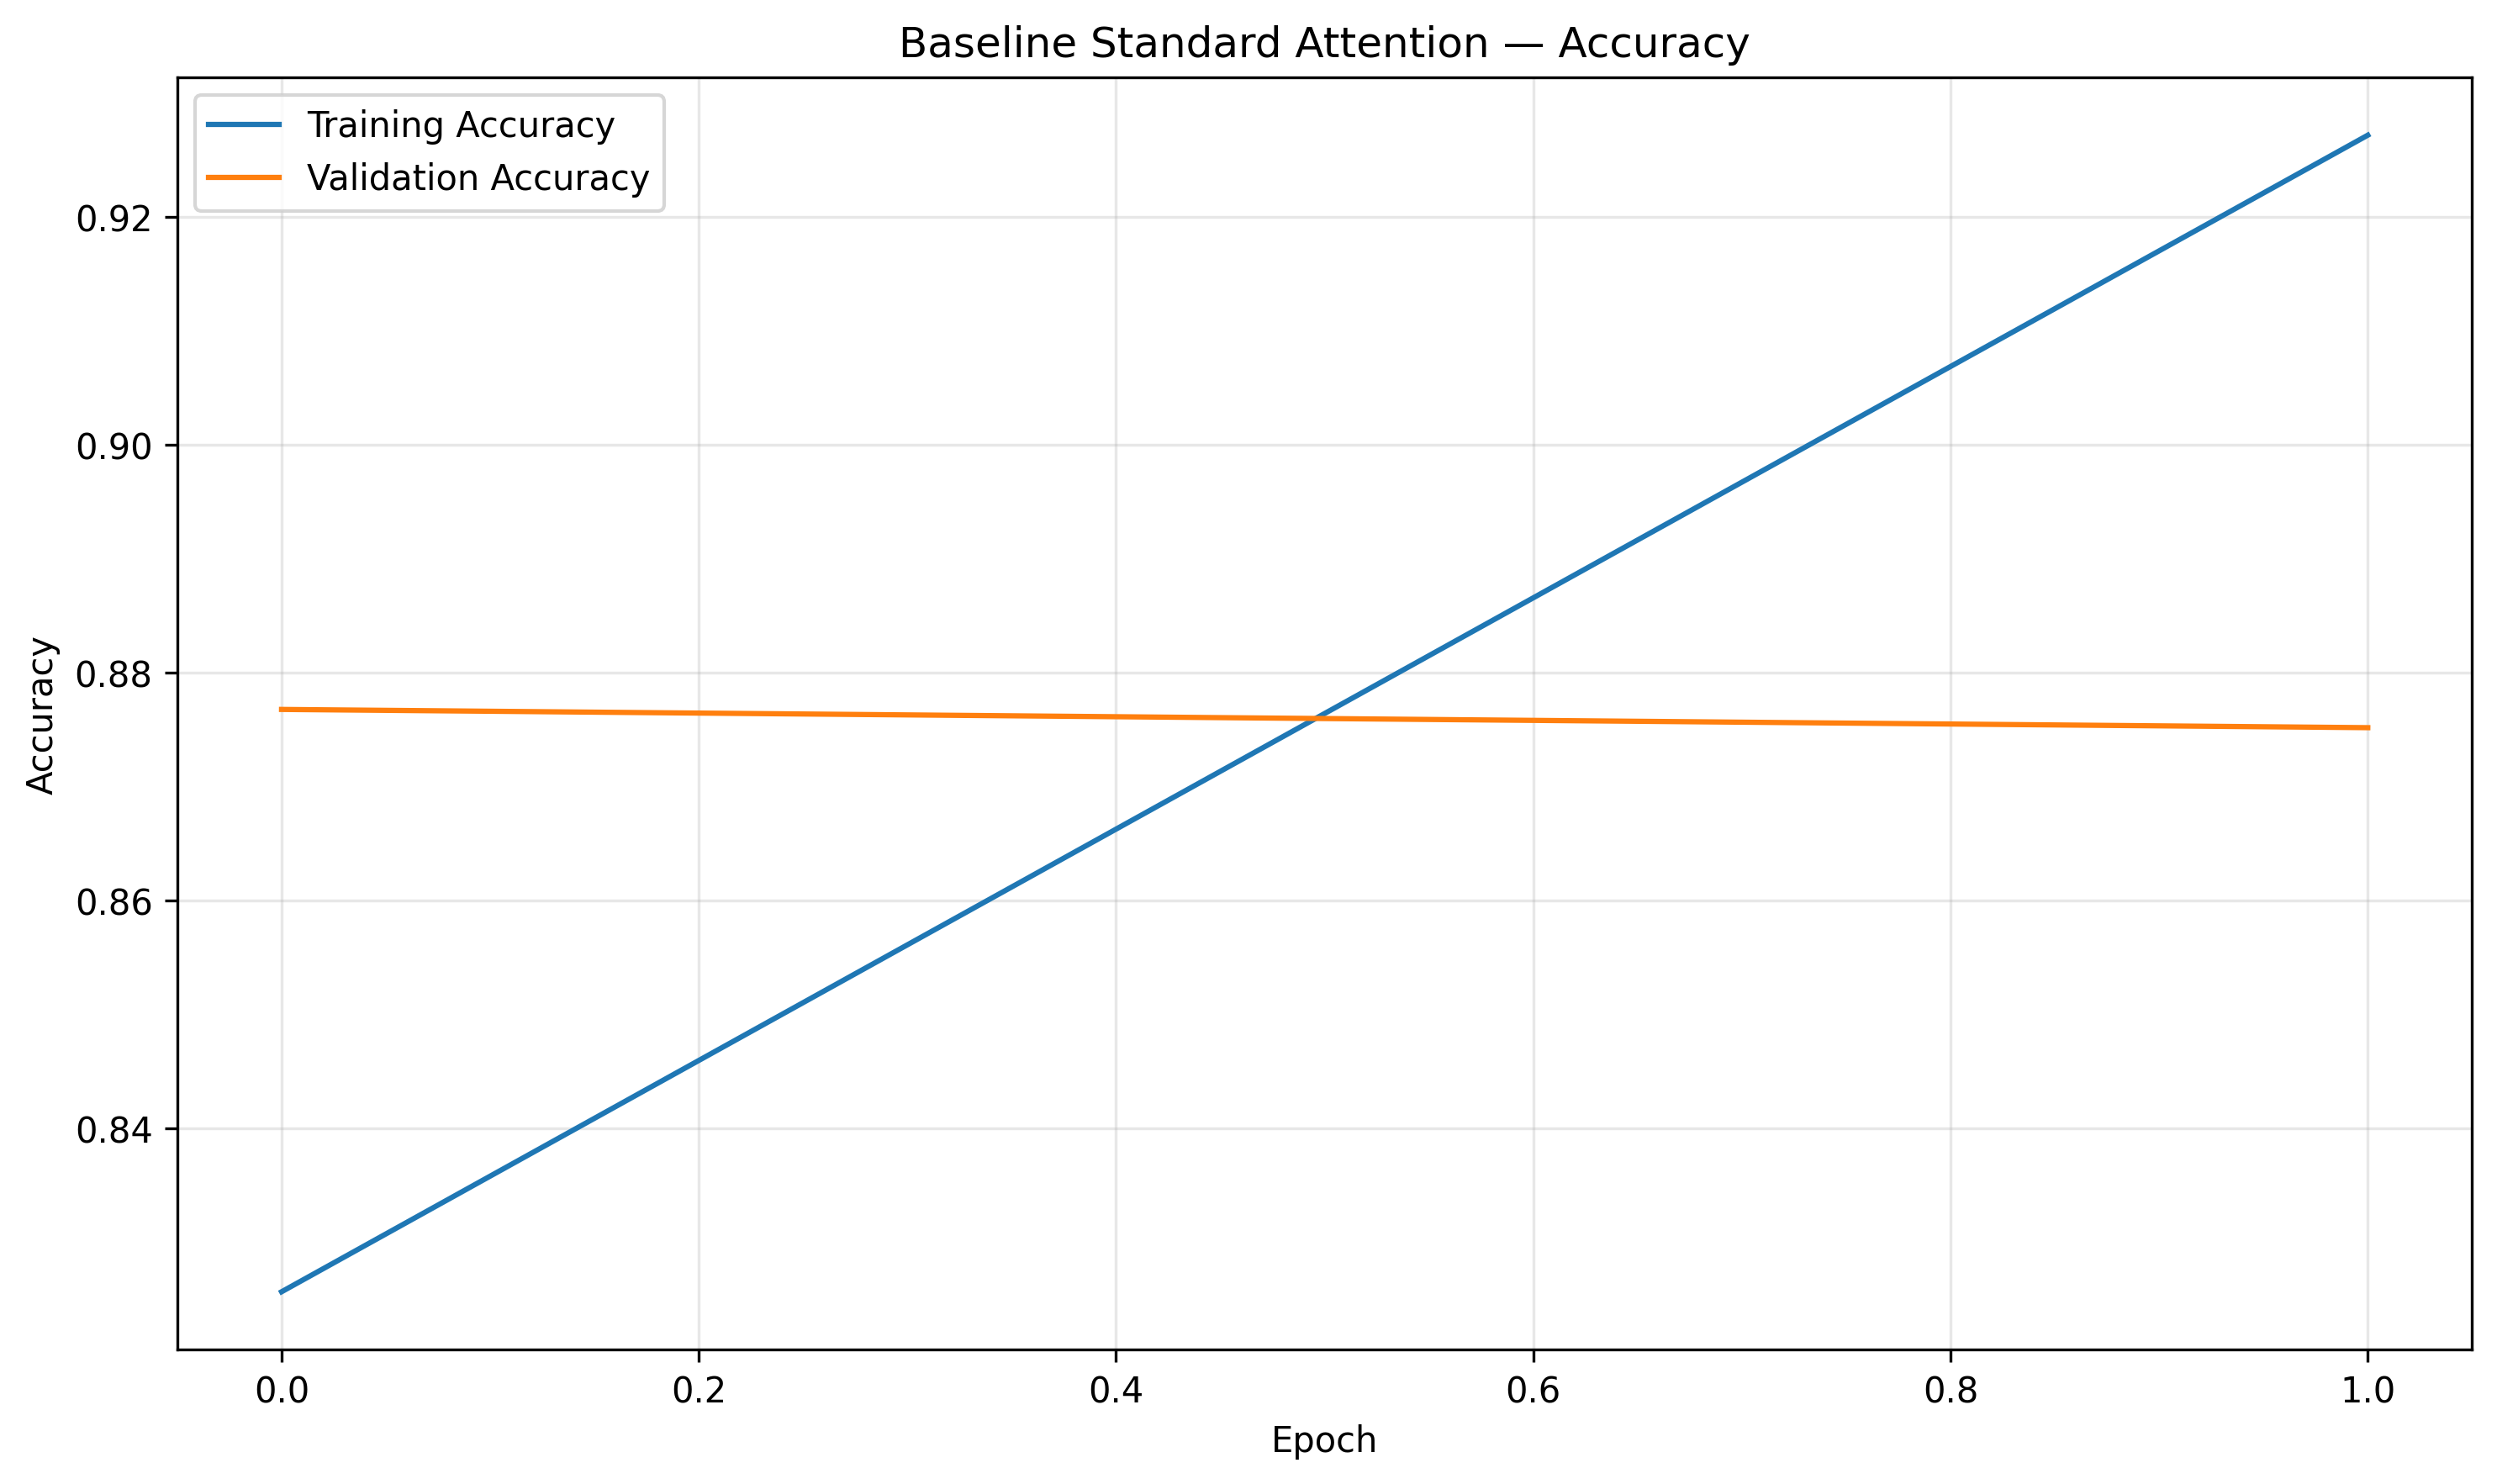 Baseline Standard Attention — Accuracy
Training Accuracy
Validation Accuracy
0.92
0.90
0.88
0.86
0.84
Accuracy
0.0 0.2 0.4 0.6 0.8 1.0
Epoch